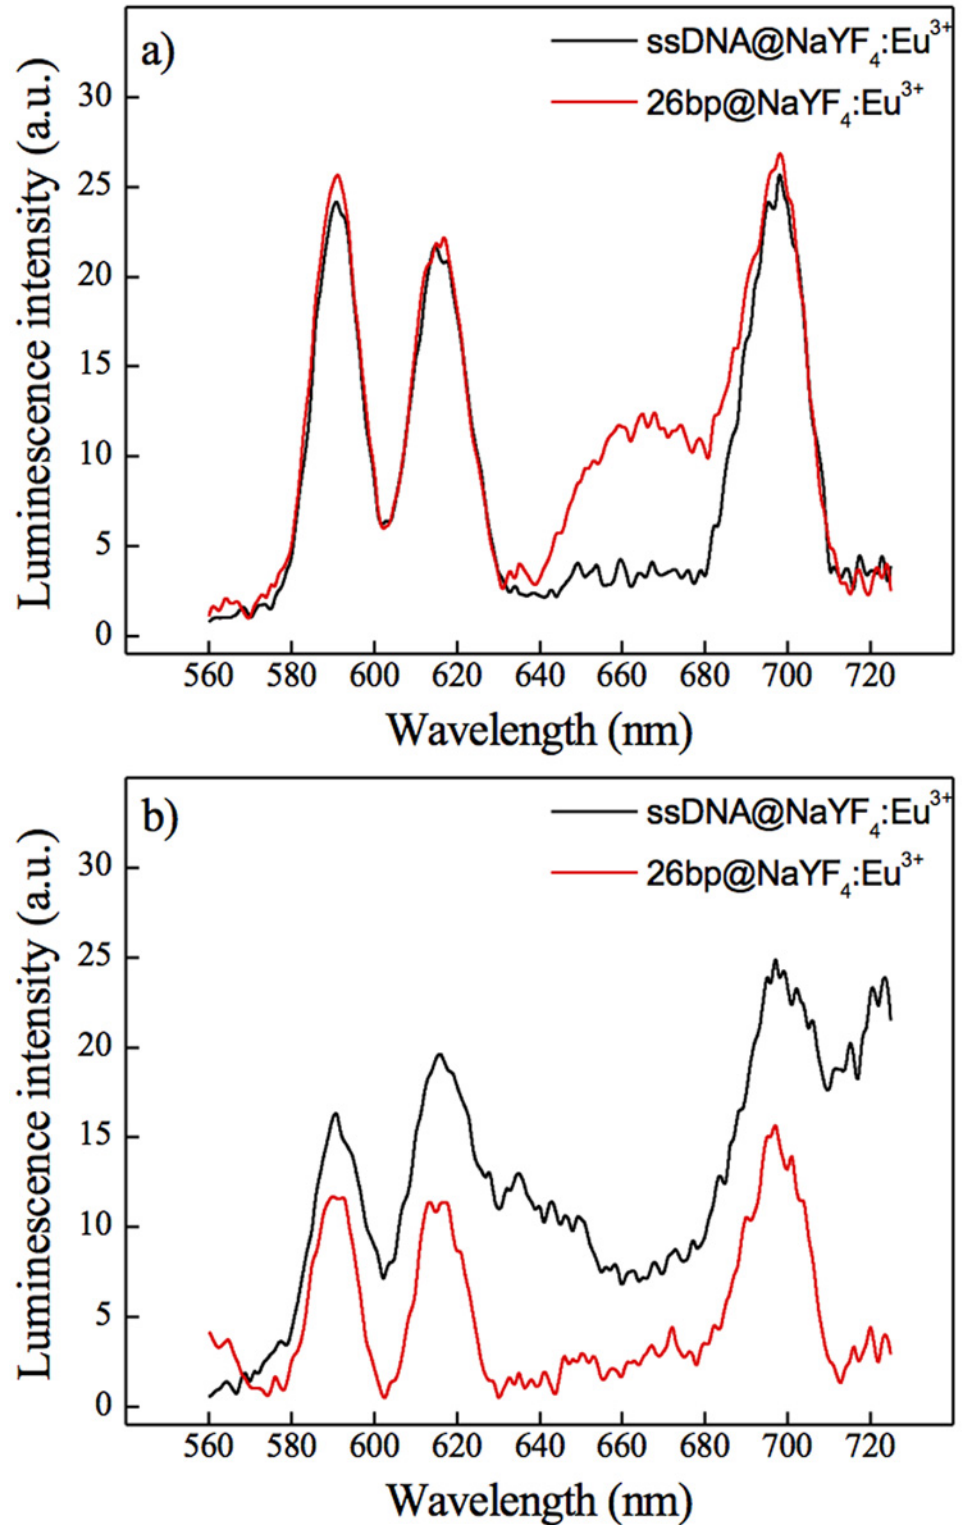 a)
ssDNA@NaYF4:Eu3+
26bp@NaYF4:Eu3+
Luminescence intensity (a.u.)
30
25
20
15
10
5
0
560 580 600 620 640 660 680 700 720
Wavelength (nm)
b)
ssDNA@NaYF4:Eu3+
26bp@NaYF4:Eu3+
Luminescence intensity (a.u.)
30
25
20
15
10
5
0
560 580 600 620 640 660 680 700 720
Wavelength (nm)